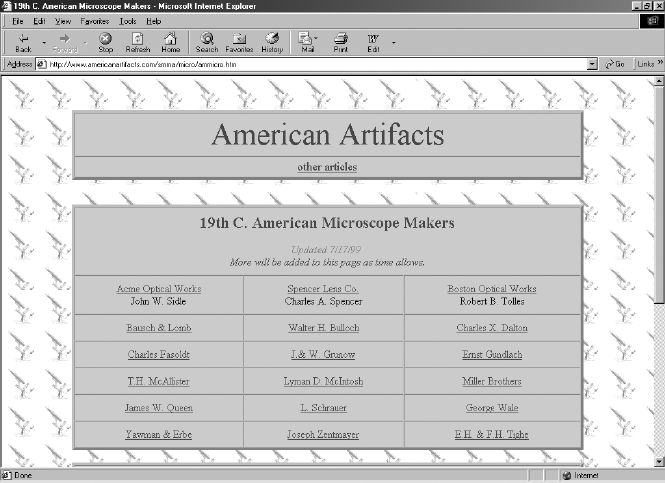 19th C. American Microscope Makers - Microsoft Internet Explorer
File Edit View Favorites Tools Help
Back Forward Stop Refresh Home Search Favorites History Mail Print Edit
Address http://www.americanartifacts.com/smma/micro/ammicro.htm Go Links »
American Artifacts
other articles
19th C. American Microscope Makers
Updated 7/17/99
More will be added to this page as time allows.
Acme Optical Works Spencer Lens Co. Boston Optical Works
John W. Sidle Charles A. Spencer Robert B. Tolles
Bausch & Lomb Walter H. Bulloch Charles X. Dalton
Charles Fasoldt J.& W. Grunow Ernst Gundlach
T.H. McAllister Lyman D. McIntosh Miller Brothers
James W. Queen L. Schrauer George Wale
Yawman & Erbe Joseph Zentmayer E.H. & F.H. Tighe
Done Internet